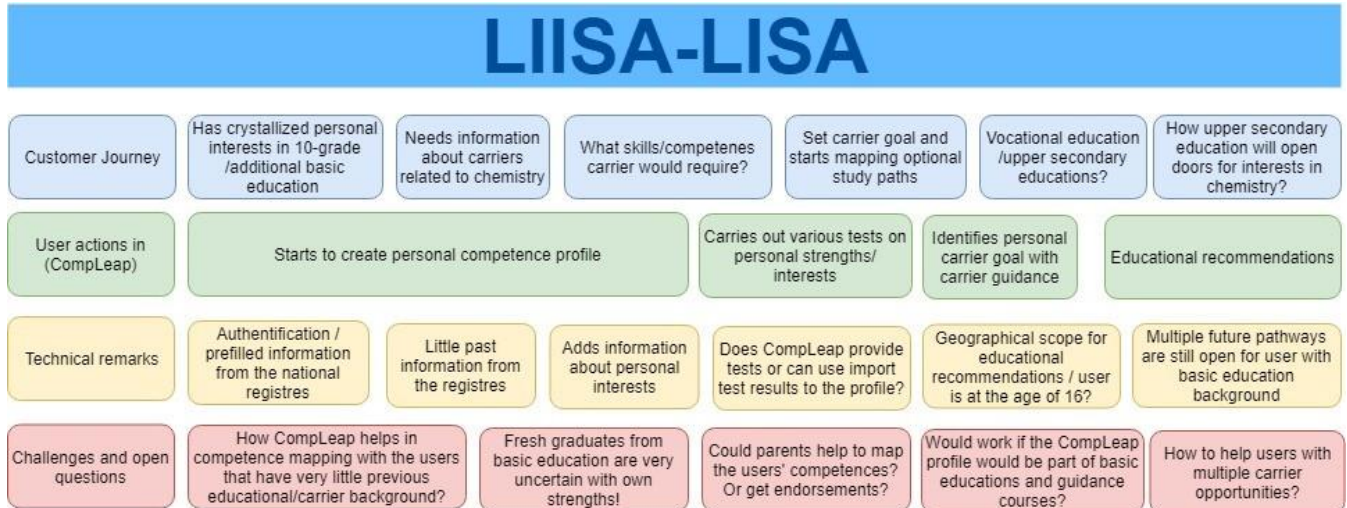 LIISA-LISA
Customer Journey
Has crystallized personal
interests in 10-grade
/additional basic
education
Needs information
about carriers
related to chemistry
What skills/competenes
carrier would require?
Set carrier goal and
starts mapping optional
study paths
Vocational education
/upper secondary
educations?
How upper secondary
education will open
doors for interests in
chemistry?
User actions in
(CompLeap)
Starts to create personal competence profile
Carries out various tests on
personal strengths/
interests
Identifies personal
carrier goal with
carrier guidance
Educational recommendations
Technical remarks
Authentification /
prefilled information
from the national
registres
Little past
information from
the registres
Adds information
about personal
interests
Does CompLeap provide
tests or can use import
test results to the profile?
Geographical scope for
educational
recommendations / user
is at the age of 16?
Multiple future pathways
are still open for user with
basic education
background
Challenges and open
questions
How CompLeap helps in
competence mapping with the users
that have very little previous
educational/carrier background?
Fresh graduates from
basic education are very
uncertain with own
strengths!
Could parents help to map
the users' competences?
Or get endorsements?
Would work if the CompLeap
profile would be part of basic
educations and guidance
courses?
How to help users with
multiple carrier
opportunities?